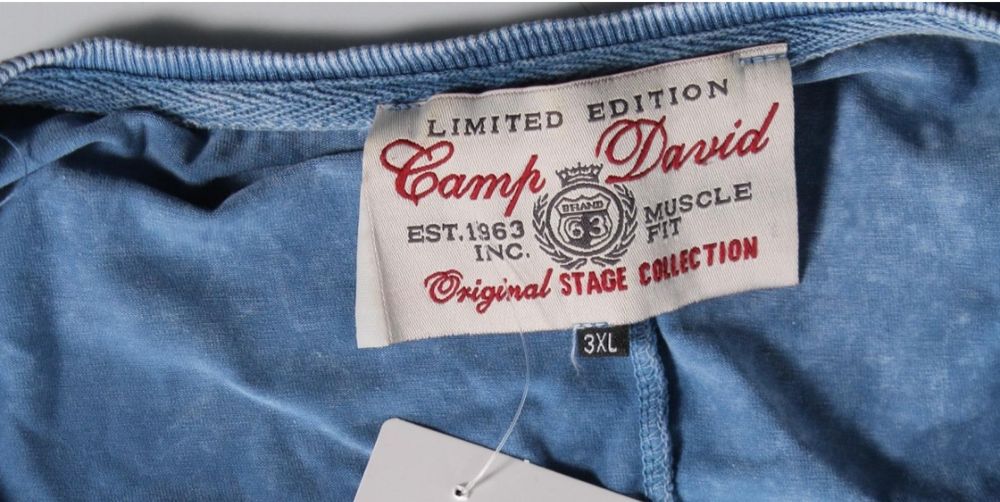 LIMITED EDITION
Camp David
EST.1963 INC.
BRAND 63
MUSCLE FIT
Original STAGE COLLECTION
3XL